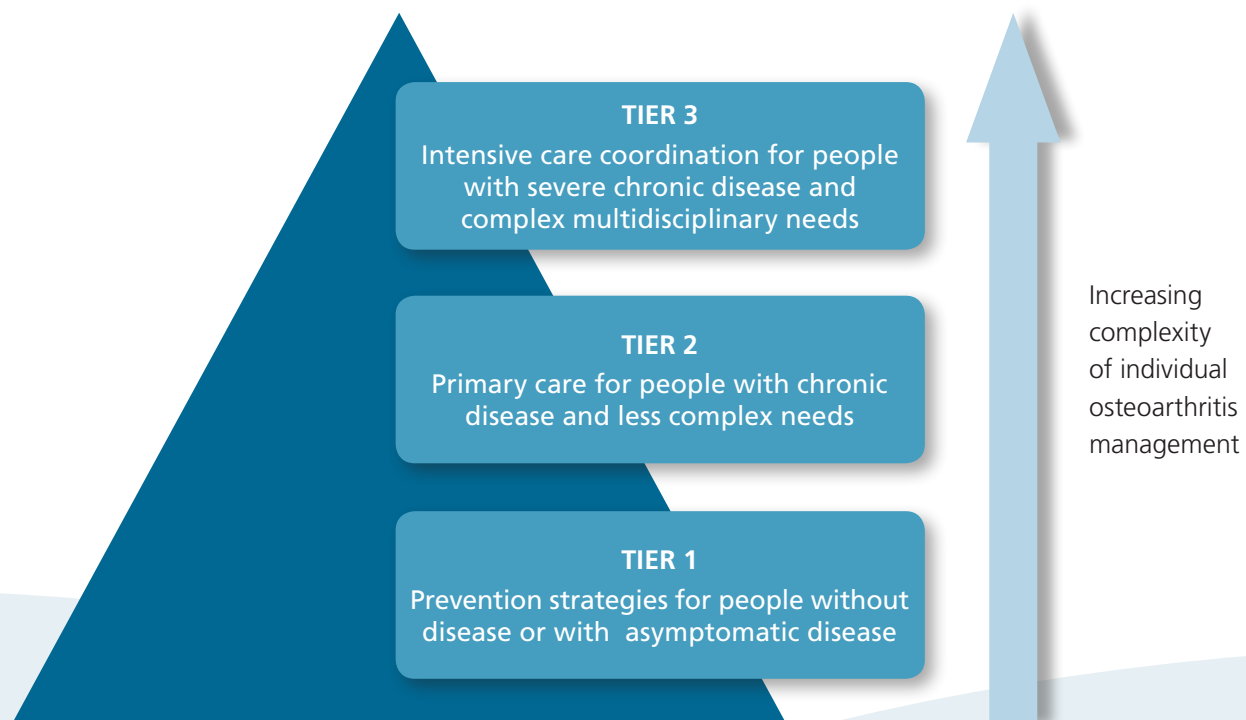 TIER 3
Intensive care coordination for people
with severe chronic disease and
complex multidisciplinary needs
TIER 2
Primary care for people with chronic
disease and less complex needs
TIER 1
Prevention strategies for people without
disease or with  asymptomatic disease
Increasing
complexity
of individual
osteoarthritis
management